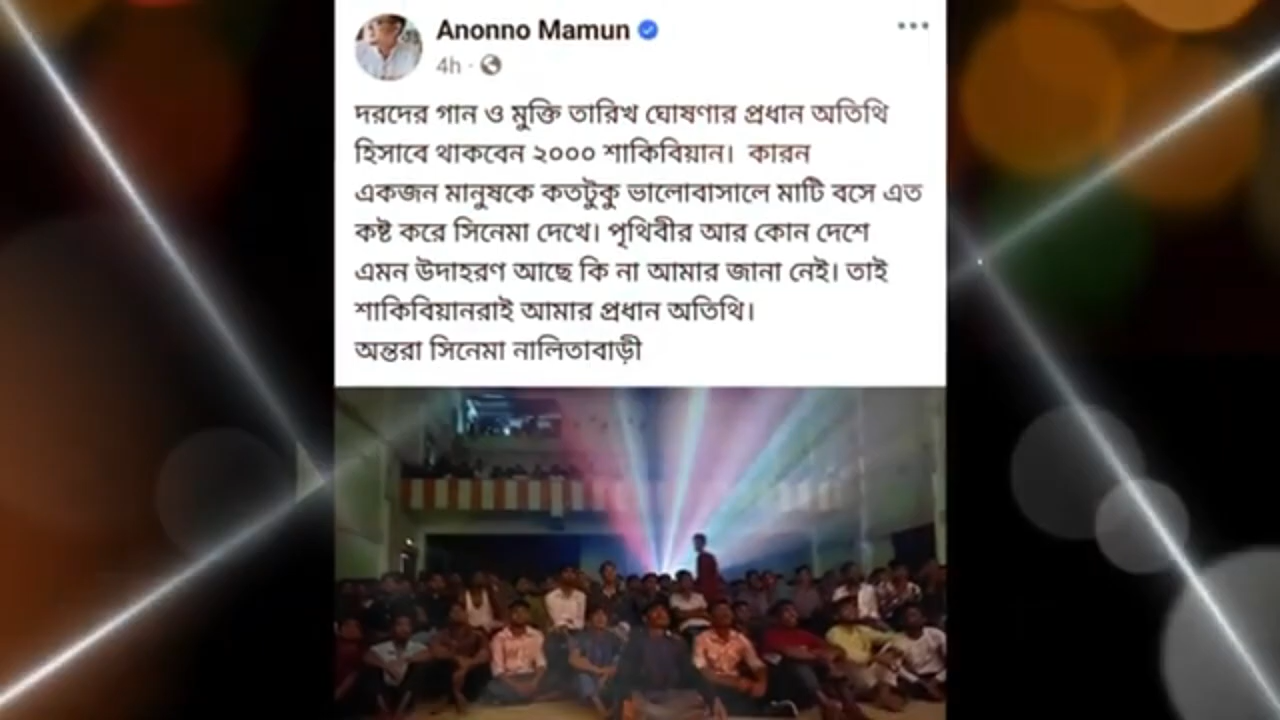 Anonno Mamun
4h ·
দরদের গান ও মুক্তি তারিখ ঘোষণার প্রধান অতিথি
হিসাবে থাকবেন ২০০০ শাকিবিয়ান। কারন
একজন মানুষকে কতটুকু ভালোবাসালে মাটি বসে এত
কষ্ট করে সিনেমা দেখে। পৃথিবীর আর কোন দেশে
এমন উদাহরণ আছে কি না আমার জানা নেই। তাই
শাকিবিয়ানরাই আমার প্রধান অতিথি।
অন্তরা সিনেমা নালিতাবাড়ী